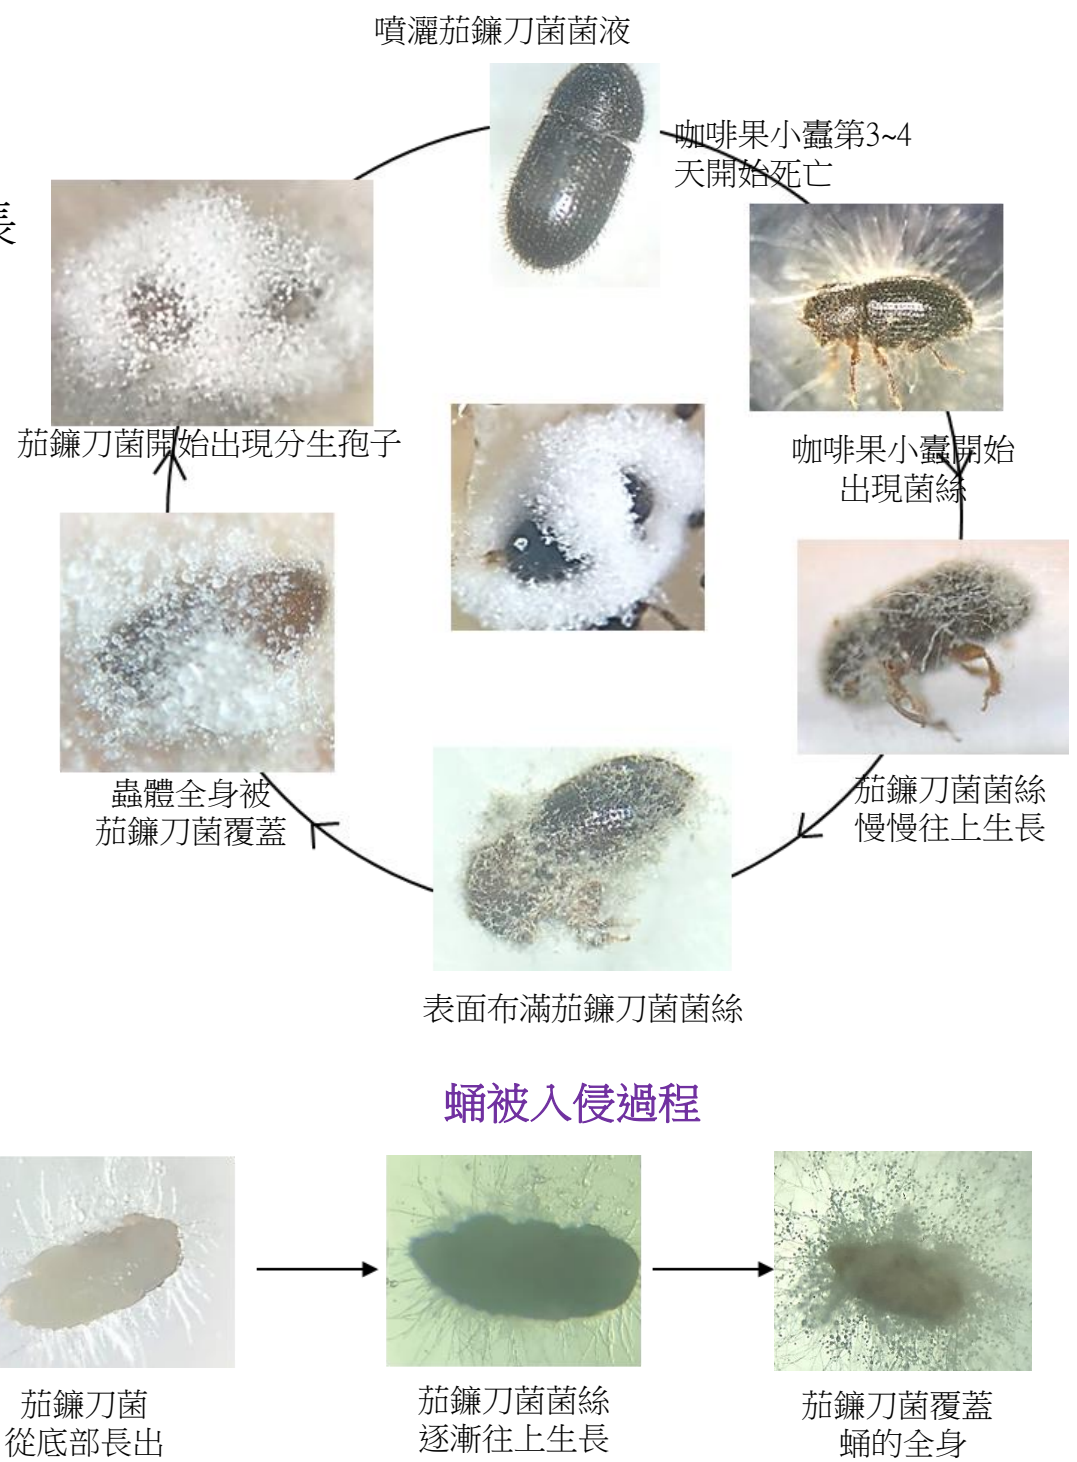 噴灑茄鐮刀菌菌液
咖啡果小蠹第3~4
天開始死亡
長
茄鐮刀菌開始出現分生孢子
咖啡果小蠹開始
出現菌絲
蟲體全身被
茄鐮刀菌覆蓋
茄鐮刀菌菌絲
慢慢往上生長
表面布滿茄鐮刀菌菌絲
蛹被入侵過程
茄鐮刀菌
從底部長出
茄鐮刀菌菌絲
逐漸往上生長
茄鐮刀菌覆蓋
蛹的全身